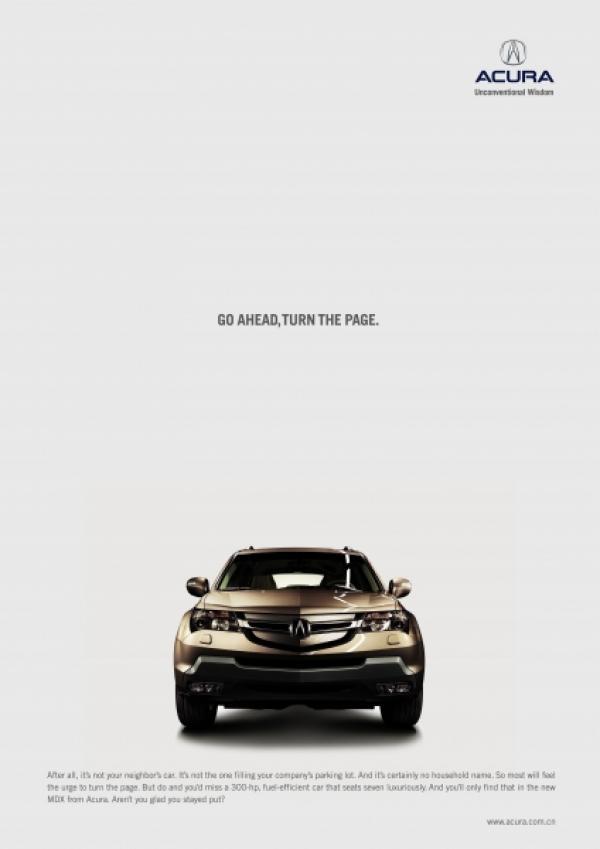 ACURA
Unconventional Wisdom
GO AHEAD, TURN THE PAGE.
After all, it's not your neighbor's car. It's not the one filling your company's parking lot. And it's certainly no household name. So most will feel
the urge to turn the page. But do and you'd miss a 300-hp, fuel-efficient car that seats seven luxuriously. And you'll only find that in the new
MDX from Acura. Aren't you glad you stayed put?
www.acura.com.cn